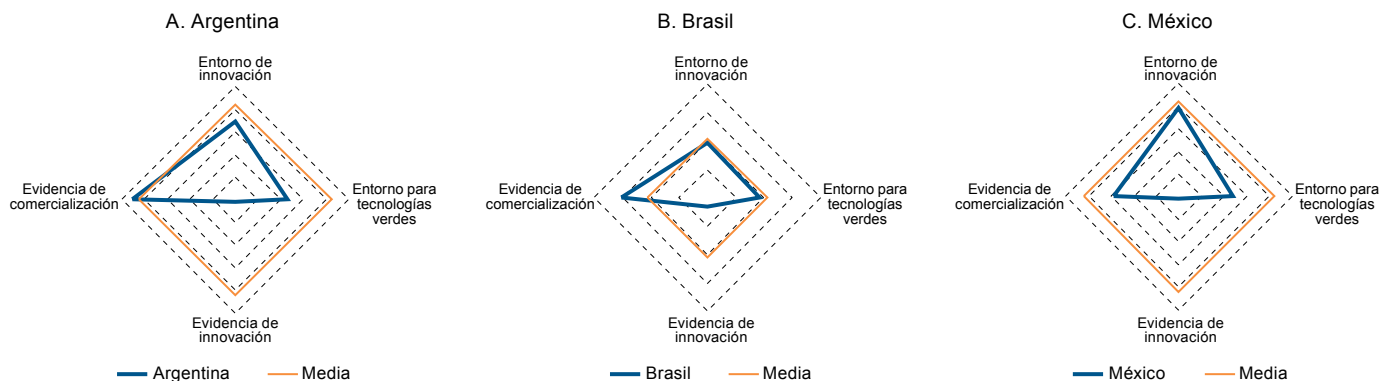 A. Argentina
Entorno de
innovación
Evidencia de
comercialización
Entorno para
tecnologías
verdes
Evidencia de
innovación
Argentina
Media
B. Brasil
Entorno de
innovación
Evidencia de
comercialización
Entorno para
tecnologías
verdes
Evidencia de
innovación
Brasil
Media
C. México
Entorno de
innovación
Evidencia de
comercialización
Entorno para
tecnologías
verdes
Evidencia de
innovación
México
Media